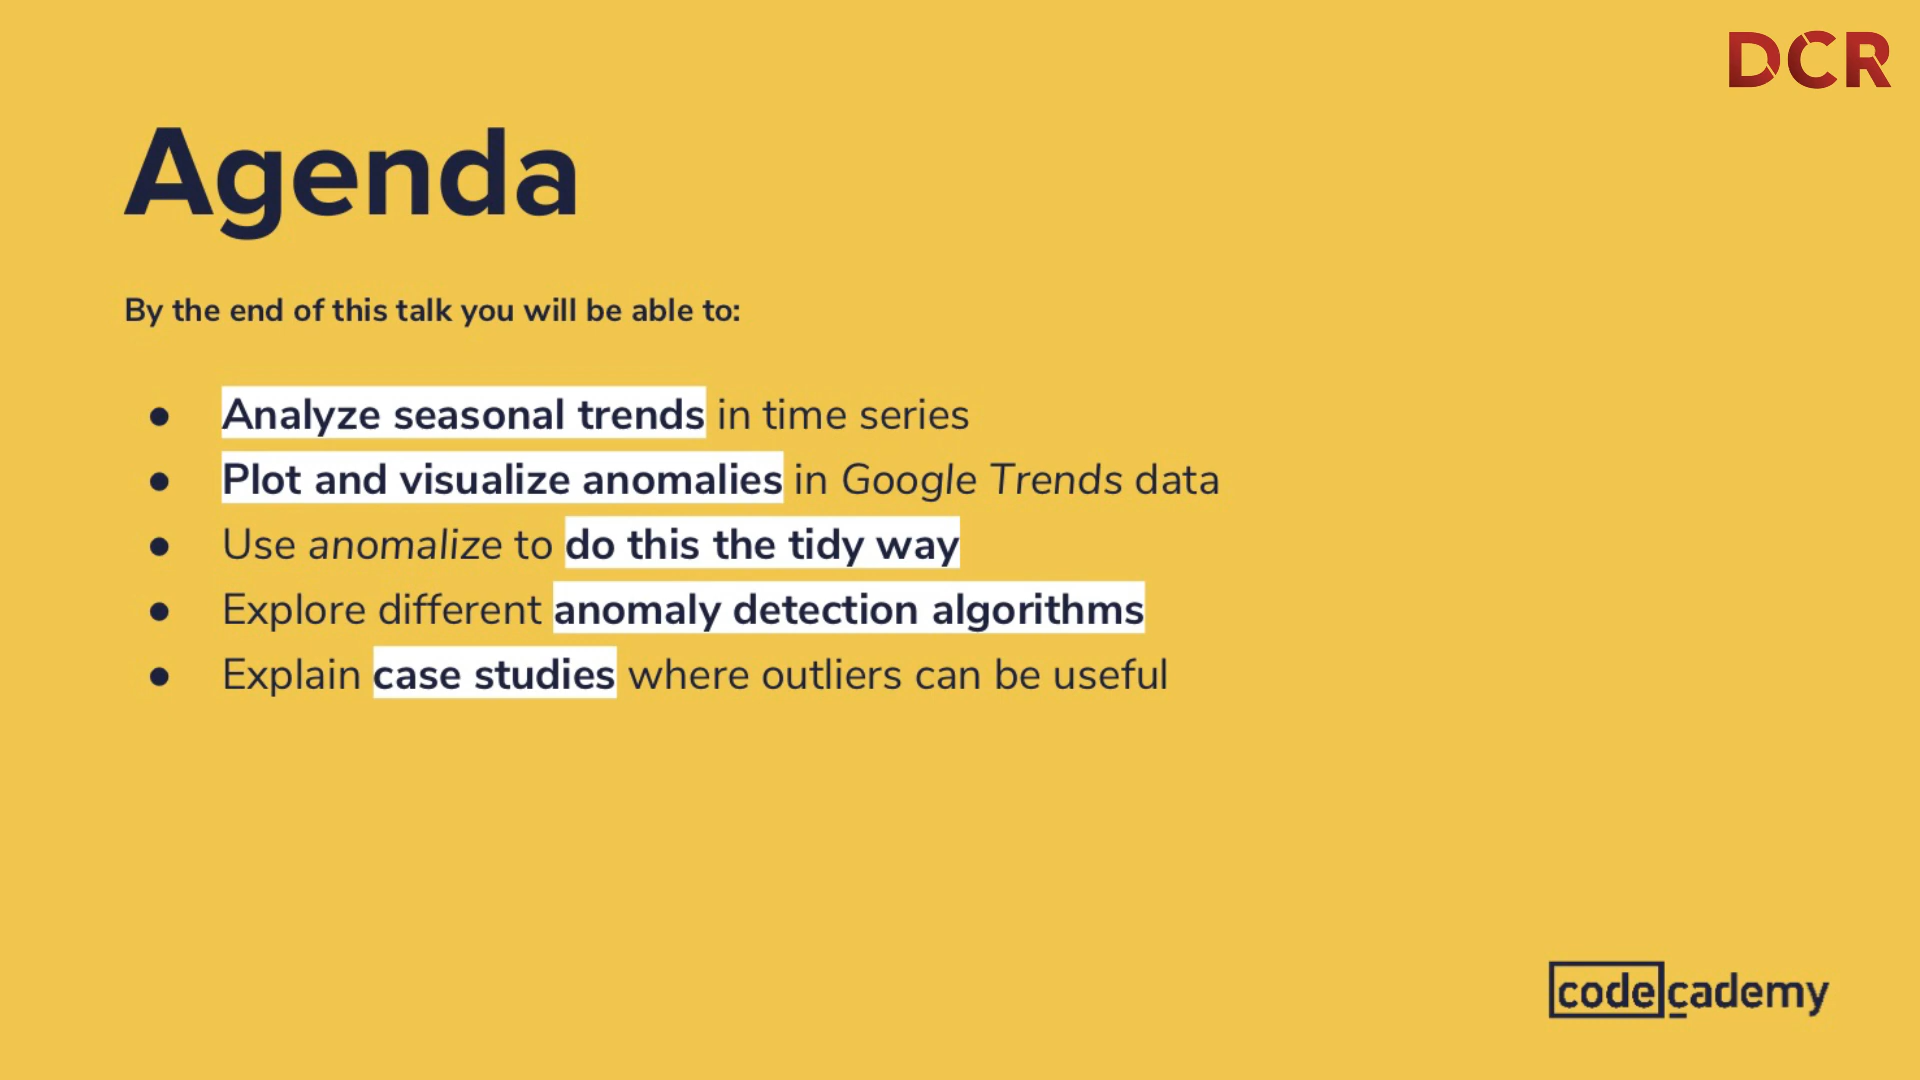 DCR
Agenda
By the end of this talk you will be able to:
● Analyze seasonal trends in time series
● Plot and visualize anomalies in Google Trends data
● Use anomalize to do this the tidy way
● Explore different anomaly detection algorithms
● Explain case studies where outliers can be useful
codecademy